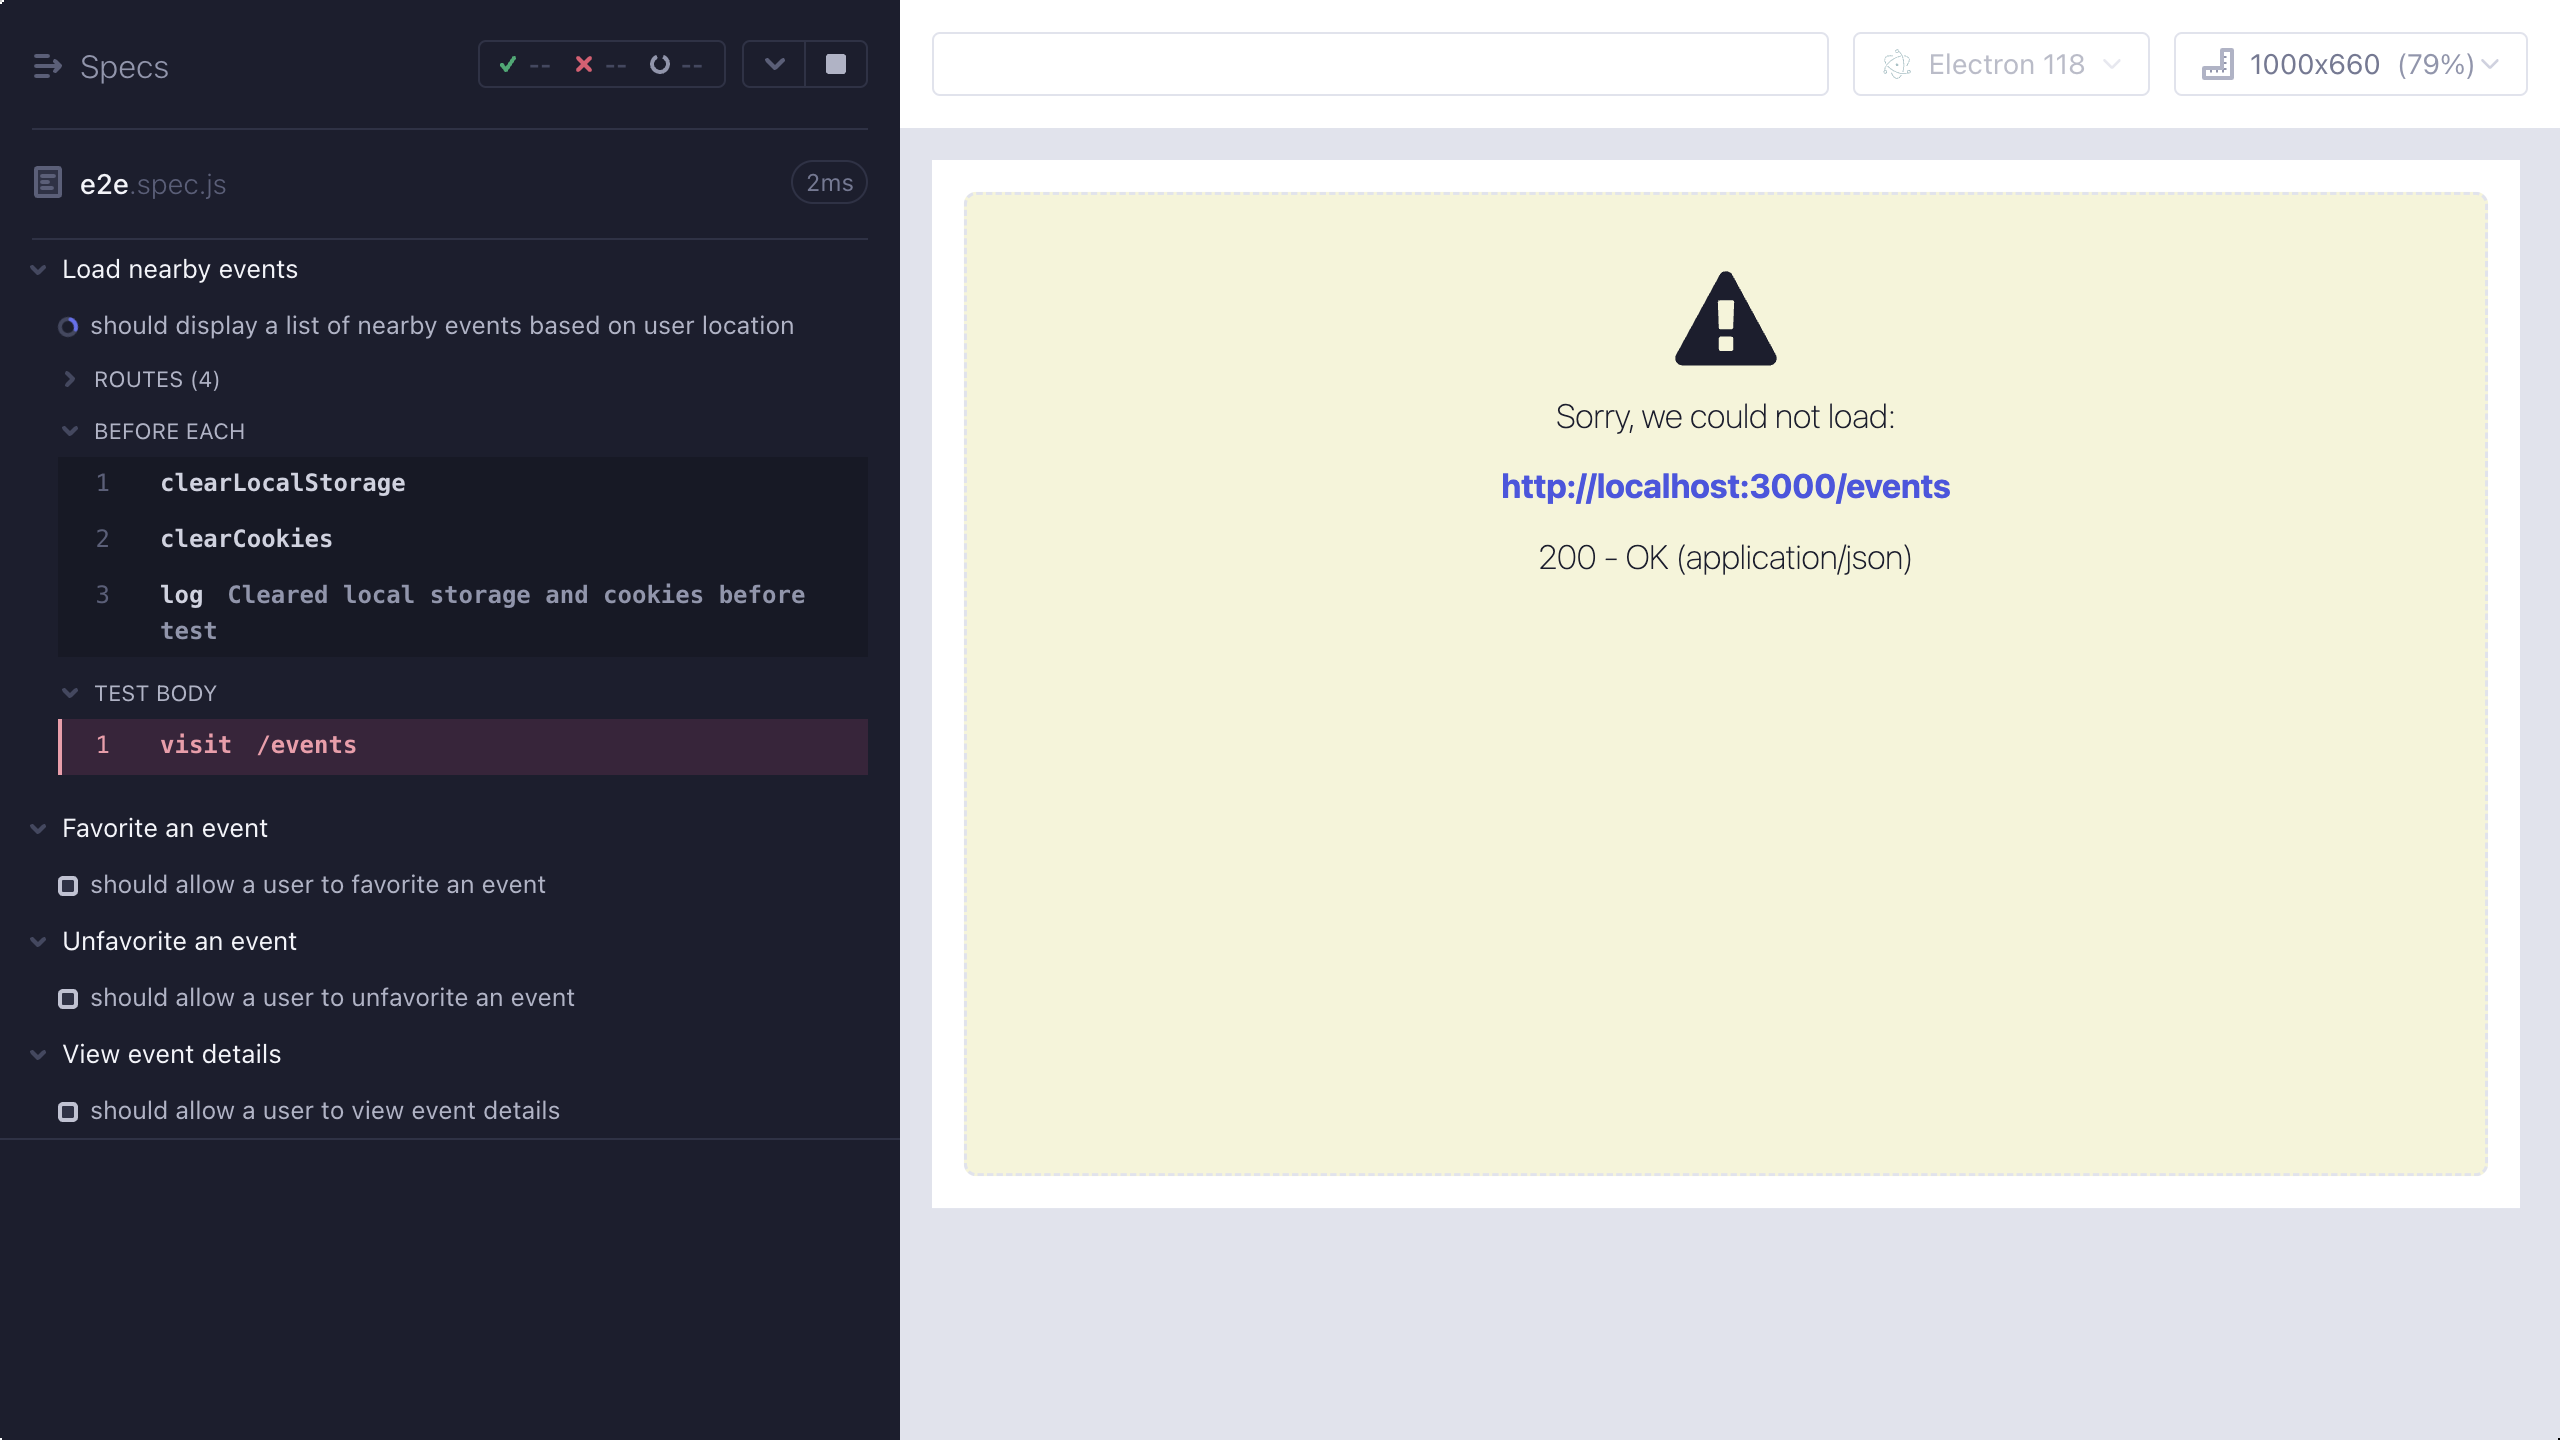 Specs
--
--
--
e2e.spec.js
2ms
Load nearby events
should display a list of nearby events based on user location
ROUTES (4)
BEFORE EACH
1 clearLocalStorage
2 clearCookies
3 log Cleared local storage and cookies before
test
TEST BODY
1 visit /events
Favorite an event
should allow a user to favorite an event
Unfavorite an event
should allow a user to unfavorite an event
View event details
should allow a user to view event details
Electron 118
1000x660 (79%)
Sorry, we could not load:
http://localhost:3000/events
200 - OK (application/json)